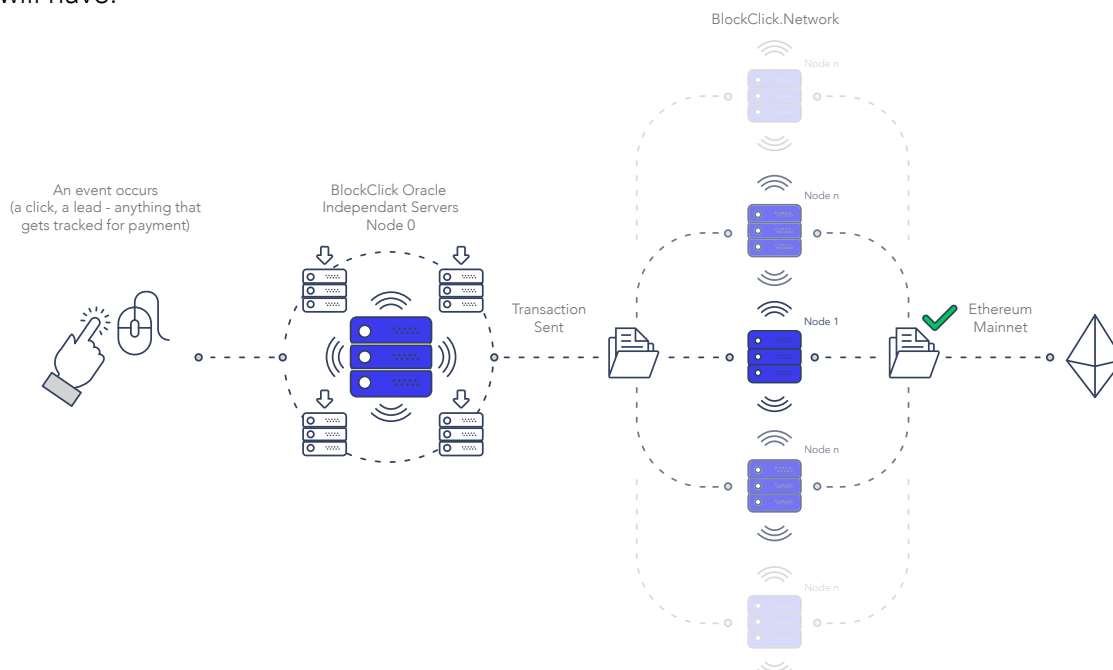 will have.
BlockClick.Network
Node n
An event occurs
(a click, a lead - anything that
gets tracked for payment)
BlockClick Oracle
Independant Servers
Node 0
Node n
Transaction
Sent
Node 1
Ethereum
Mainnet
Node n
Node n